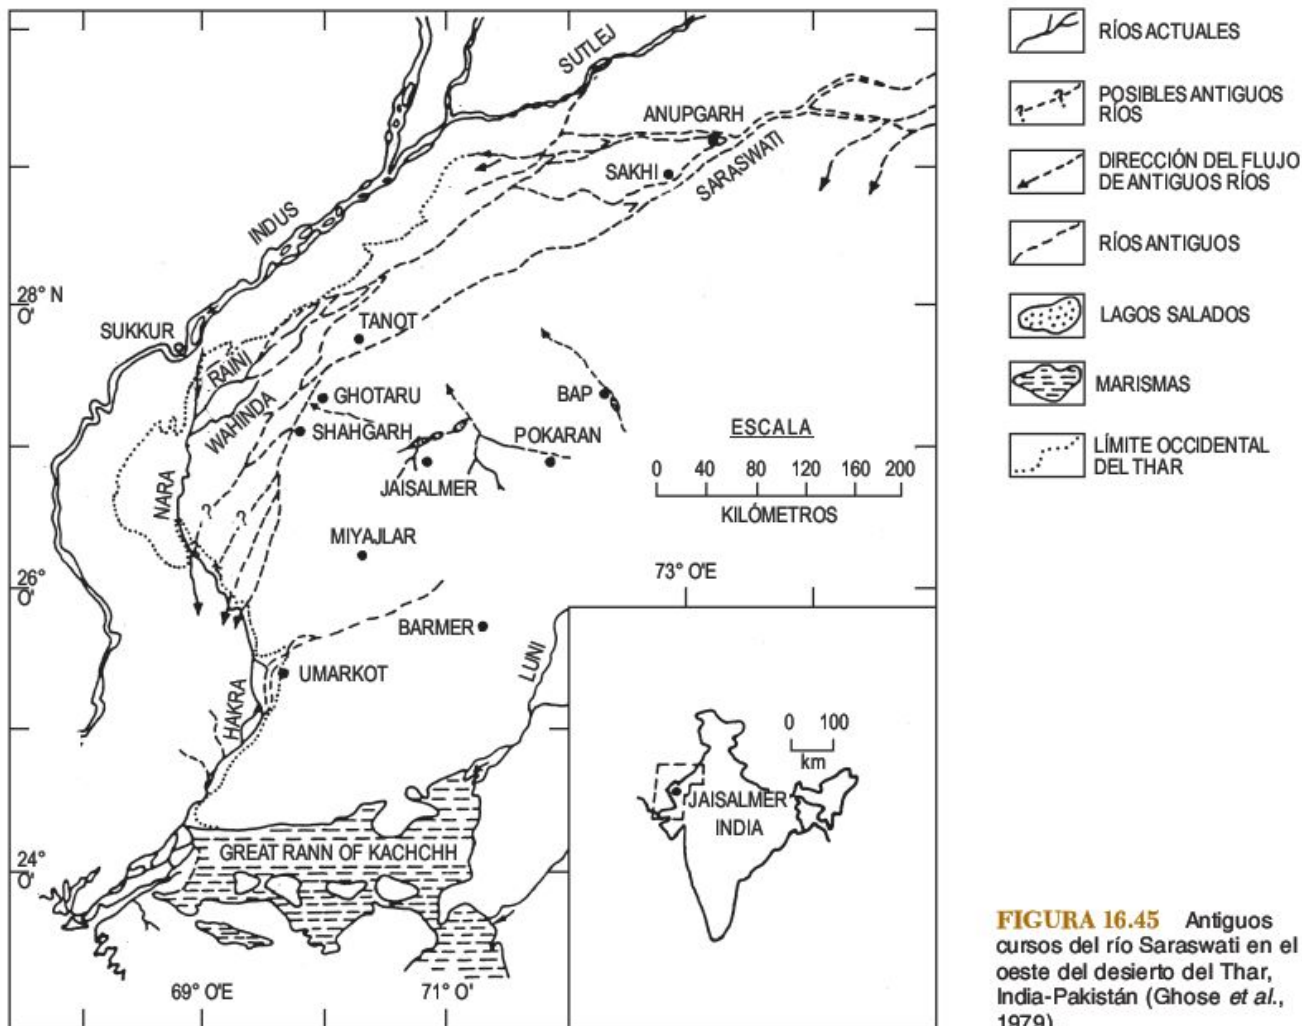 SUTLEJ
ANUPGARH
SAKHI
SARASWATI
INDUS
28° N
O'
SUKKUR
TANOT
RAINI
GHOTARU
WAHINDA
SHAHGARH
BAP
POKARAN
JAISALMER
NARA
?
?
MIYAJLAR
ESCALA
0 40 80 120 160 200
KILÓMETROS
26°
O'
73° O'E
BARMER
UMARKOT
LUNI
HAKRA
0 100
km
JAISALMER
INDIA
GREAT RANN OF KACHCHH
24°
O'
69° O'E
71° O'
RÍOS ACTUALES
? ?
POSIBLES ANTIGUOS
RÍOS
DIRECCIÓN DEL FLUJO
DE ANTIGUOS RÍOS
RÍOS ANTIGUOS
LAGOS SALADOS
MARISMAS
LÍMITE OCCIDENTAL
DEL THAR
FIGURA 16.45 Antiguos
cursos del río Saraswati en el
oeste del desierto del Thar,
India-Pakistán (Ghose et al.,
1979)